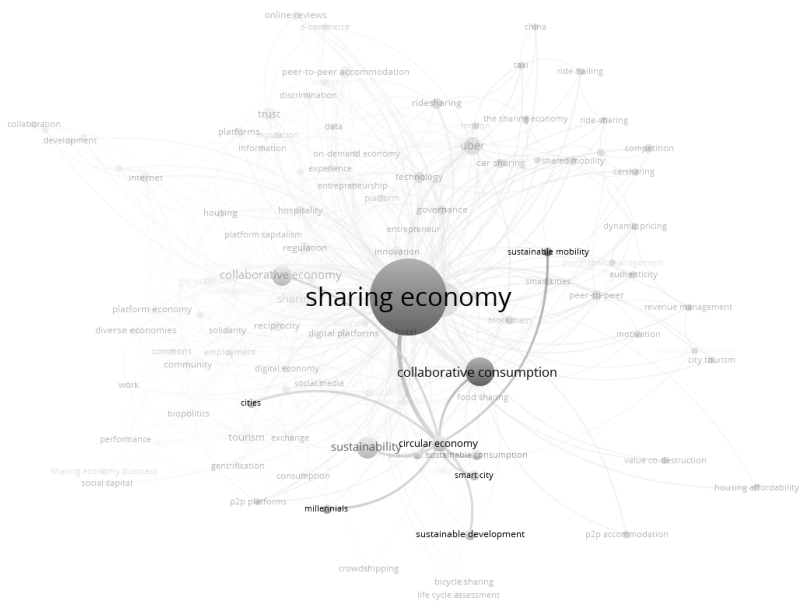 online reviews
e-commerce
china
taxi
ride-hailing
peer-to-peer accommodation
discrimination
ridesharing
trust
the sharing economy
ride-sharing
collaboration
data
london
platforms
reputation
development
uber
information
competition
on-demand economy
car sharing
shared mobility
experience
carsharing
internet
technology
entrepreneurship
platform
housing
hospitality
governance
dynamic pricing
entrepreneur
platform capitalism
regulation
innovation
sustainable mobility
authenticity
collaborative economy
smart cities
sharing economy
peer-to-peer
revenue management
platform economy
blockchain
diverse economies
solidarity
reciprocity
digital platforms
motivation
commons
employment
city tourism
community
digital economy
collaborative consumption
work
social media
food sharing
cities
biopolitics
performance
tourism
exchange
sustainability
circular economy
sustainable consumption
value co-destruction
gentrification
sharing economy business
consumption
smart city
social capital
housing affordability
p2p platforms
millennials
sustainable development
p2p accommodation
crowdshipping
bicycle sharing
life cycle assessment